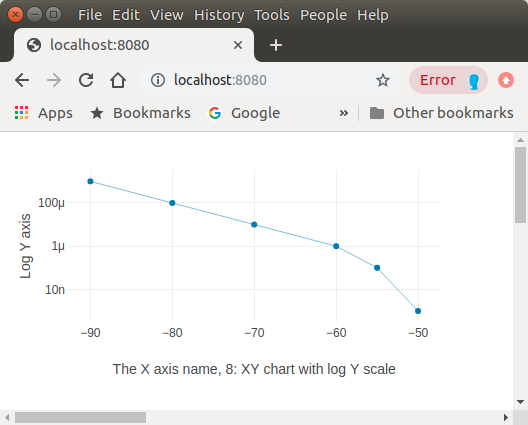 File Edit View History Tools People Help
localhost:8080
localhost:8080 Error
Apps Bookmarks Google » Other bookmarks
100μ
1μ
10n
Log Y axis
−90 −80 −70 −60 −50
The X axis name, 8: XY chart with log Y scale